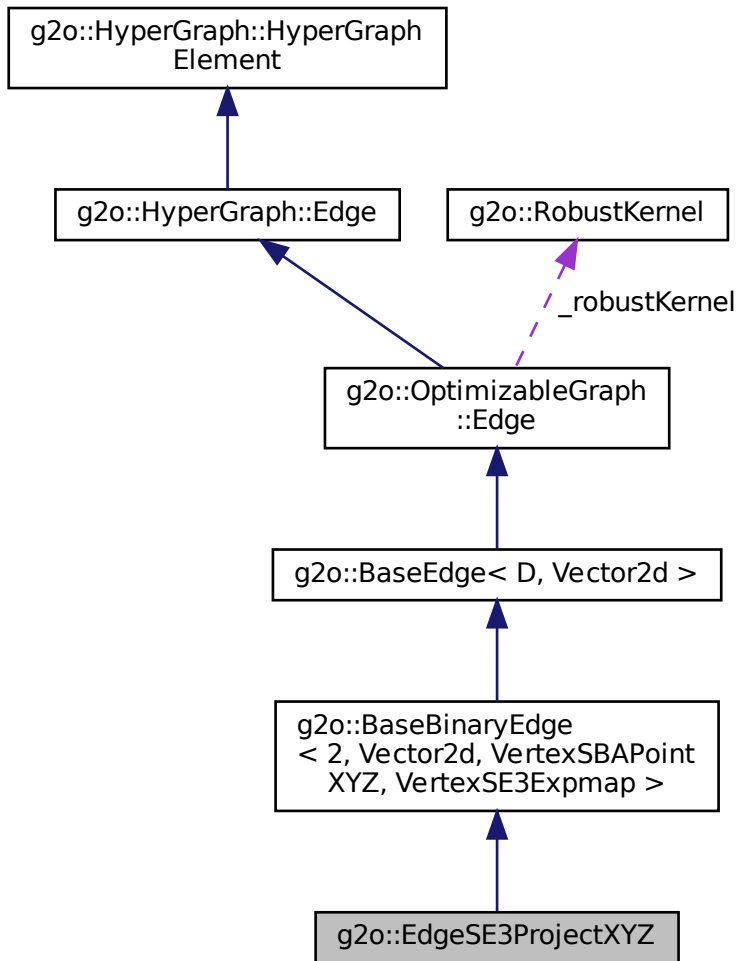 g2o::HyperGraph::HyperGraph
Element
g2o::HyperGraph::Edge
g2o::RobustKernel
_robustKernel
g2o::OptimizableGraph
::Edge
g2o::BaseEdge< D, Vector2d >
g2o::BaseBinaryEdge
< 2, Vector2d, VertexSBAPoint
XYZ, VertexSE3Expmap >
g2o::EdgeSE3ProjectXYZ